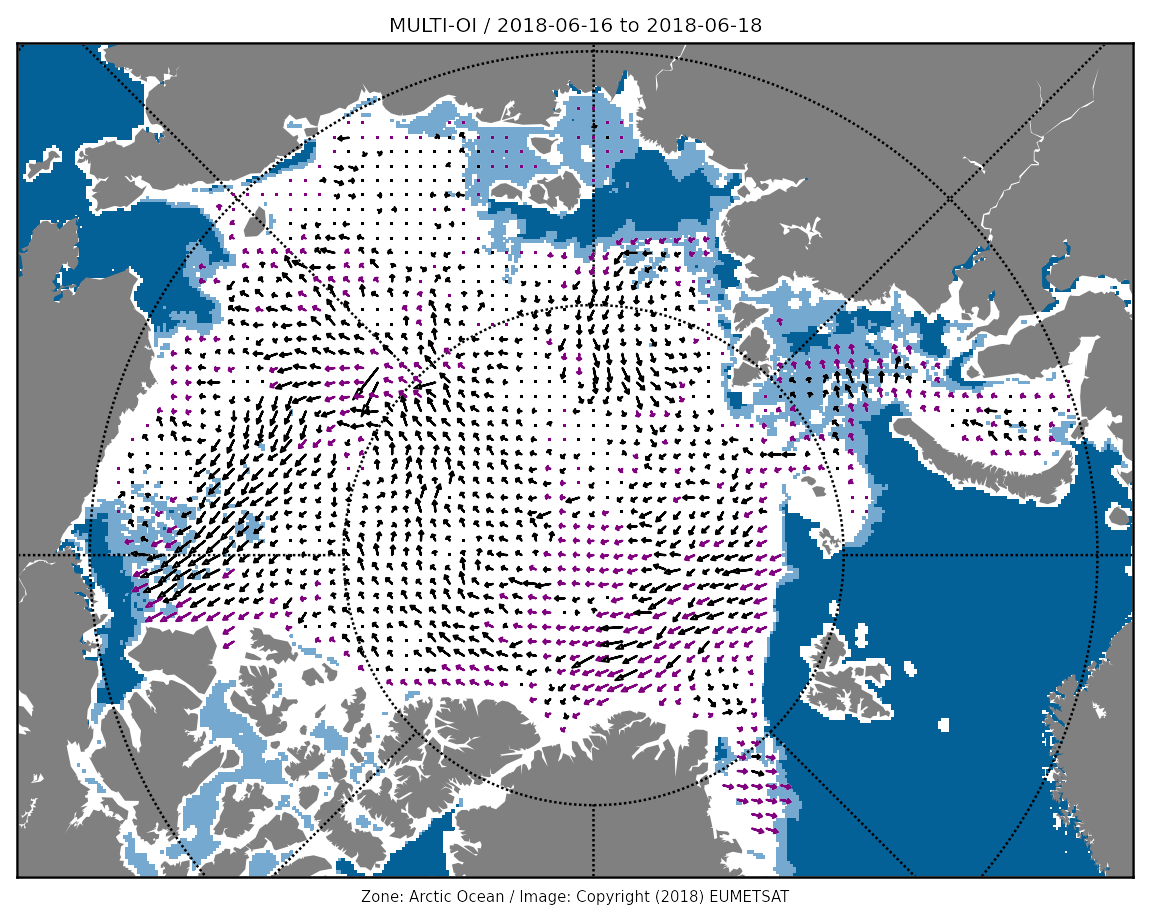 MULTI-OI / 2018-06-16 to 2018-06-18
Zone: Arctic Ocean / Image: Copyright (2018) EUMETSAT